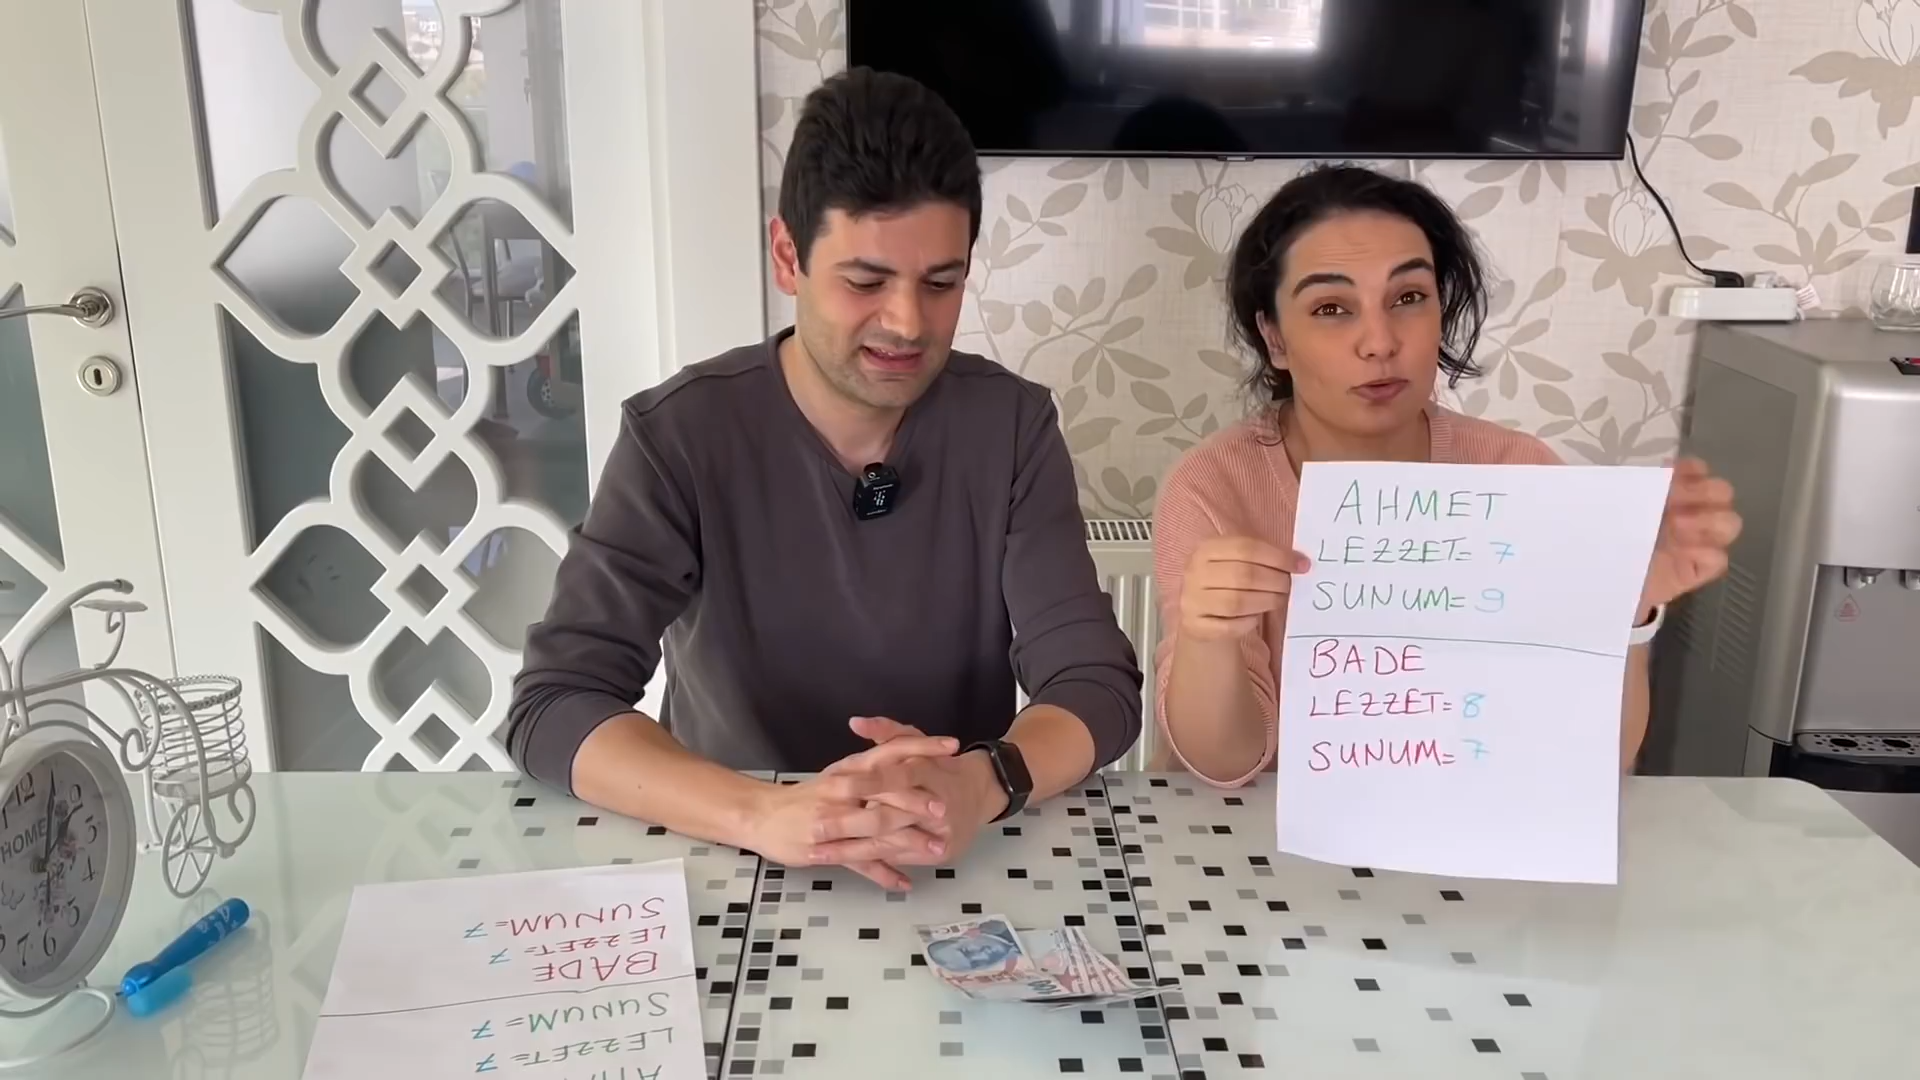 AHMET
LEZZET= 7
SUNUM= 9
BADE
LEZZET= 8
SUNUM= 7
SUNUM= 7
LEZZET= 7
BADE
SUNUM= 7
LEZZET= 7
HOME
100